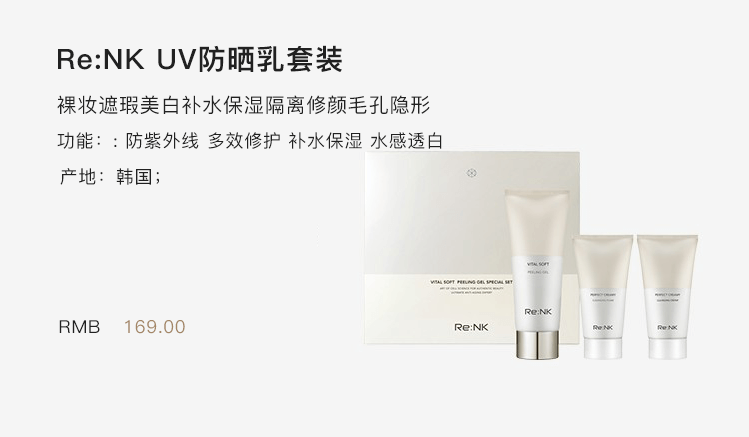 Re:NK UV防晒乳套装
裸妆遮瑕美白补水保湿隔离修颜毛孔隐形
功能：: 防紫外线 多效修护 补水保湿 水感透白
产地：韩国;
VITAL SOFT PEELING GEL SPECIAL SET
Re:NK
VITAL SOFT
PEELING GEL
Re:NK
PERFECT CREAMY
Re:NK
PERFECT CREAMY
Re:NK
RMB 169.00